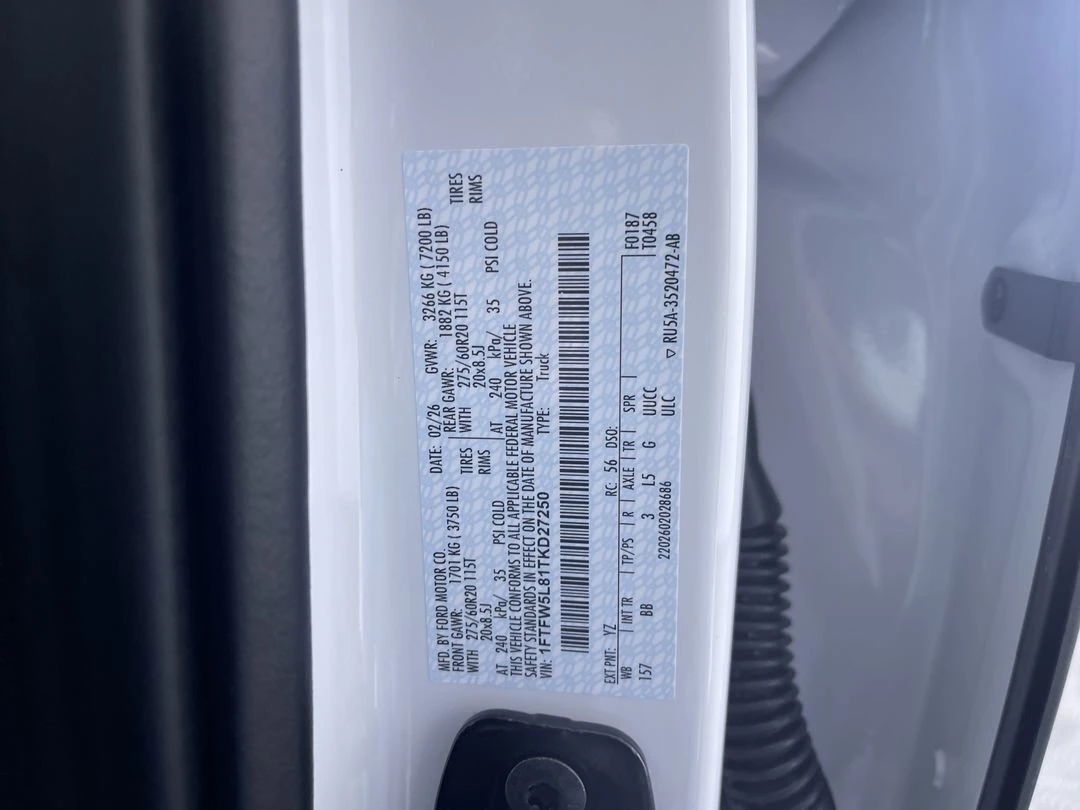 MFD. BY FORD MOTOR CO.
DATE: 02/26 GVWR: 3266 KG ( 7200 LB)
FRONT GAWR: 1701 KG ( 3750 LB)
REAR GAWR: 1882 KG ( 4150 LB)
WITH 275/60R20 115T TIRES
WITH 275/60R20 115T TIRES
20x8.5J RIMS
20x8.5J RIMS
AT 240 kPa/ 35 PSI COLD
AT 240 kPa/ 35 PSI COLD
THIS VEHICLE CONFORMS TO ALL APPLICABLE FEDERAL MOTOR VEHICLE
SAFETY STANDARDS IN EFFECT ON THE DATE OF MANUFACTURE SHOWN ABOVE.
VIN: 1FTFW5L81TKD27250 TYPE: Truck
EXT PNT: YZ RC: 56 DSO: F0187
WB INT TR TP/PS R AXLE TR SPR T0458
157 BB 3 L5 G UUCC
ULC
2202602028686 ▽ RU5A-3520472-AB